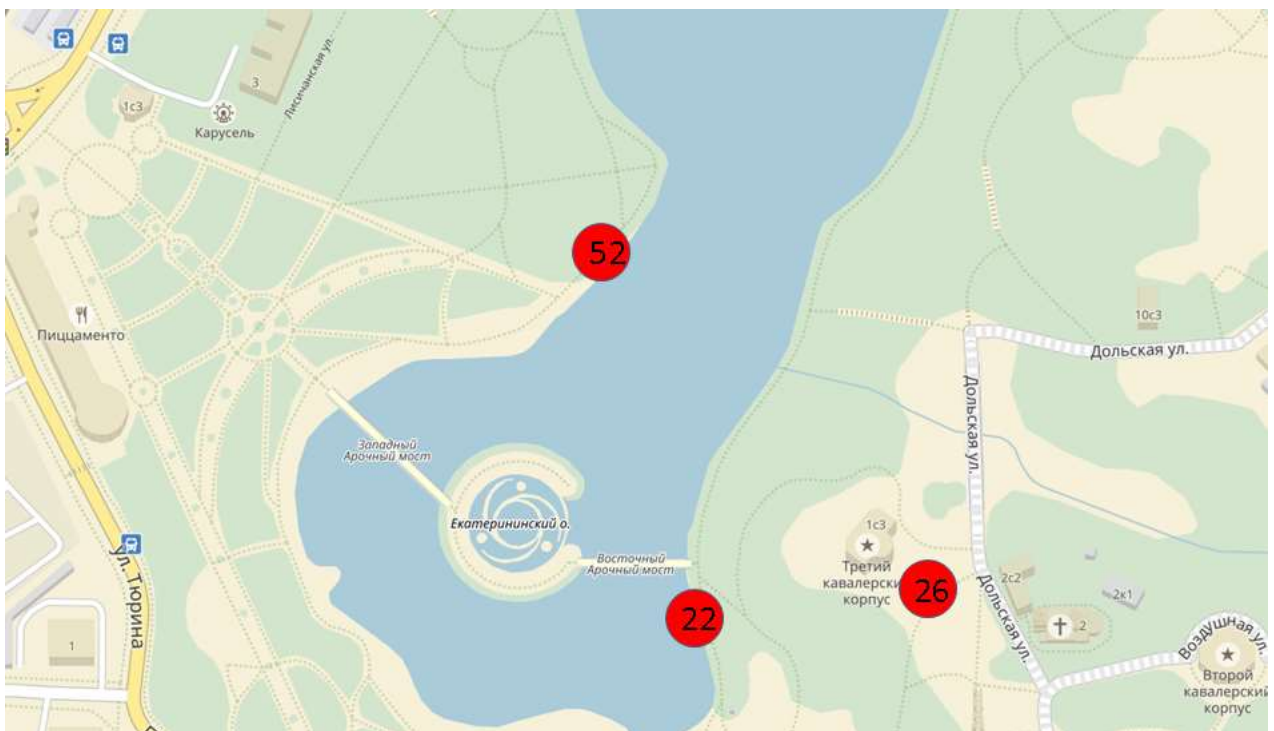 3
1с3
Карусель
Лисичанская ул.
52
Пиццаменто
10с3
Дольская ул.
Дольская ул.
Западный
Арочный мост
Екатерининский о.
1с3
Восточный
Арочный мост
Третий
кавалерск
корпус
26
22
ул. Тюрина
1
2с2
2к1
2
Дольская ул.
Воздушная ул.
Второй
кавалерский
корпус